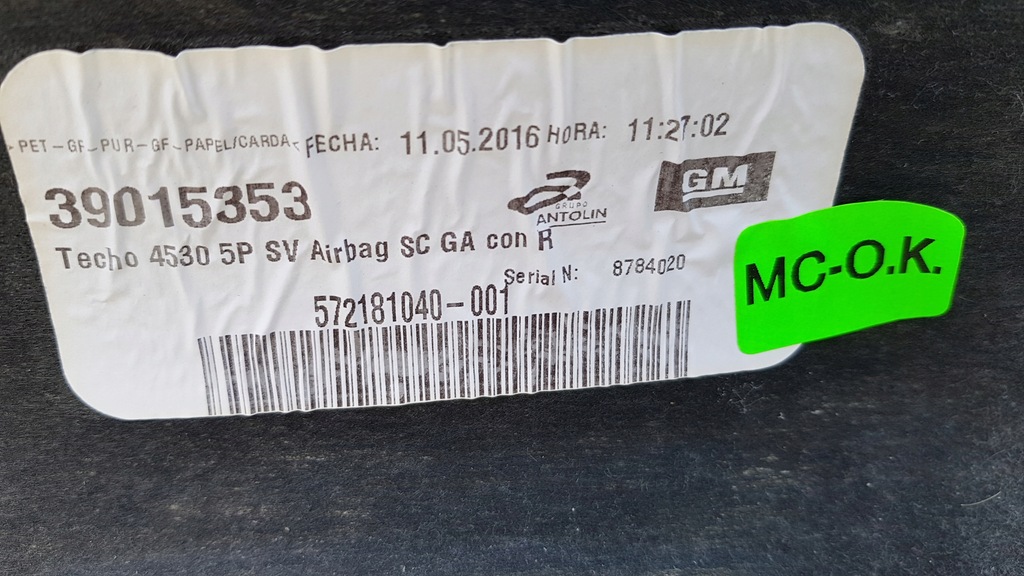 PET-GF-PUR-GF-PAPEL/CARDA- FECHA: 11.05.2016 HORA: 11:27:02
39015353
GRUPO
ANTOLIN
GM
Techo 4530 5P SV Airbag SC GA con R
Serial N: 8784020
572181040-001
MC-O.K.